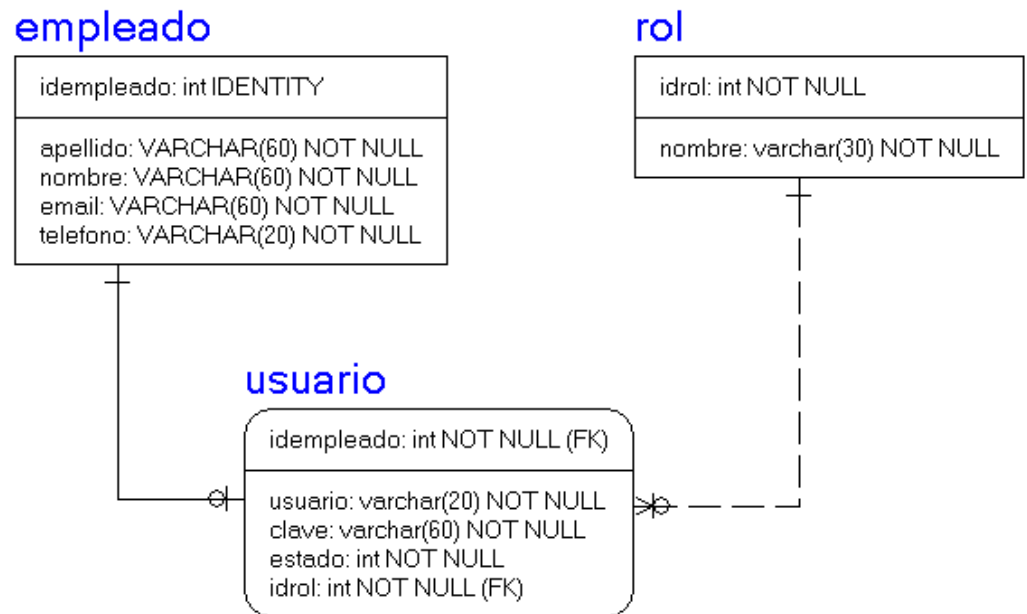 empleado
idempleado: int IDENTITY
apellido: VARCHAR(60) NOT NULL
nombre: VARCHAR(60) NOT NULL
email: VARCHAR(60) NOT NULL
telefono: VARCHAR(20) NOT NULL
rol
idrol: int NOT NULL
nombre: varchar(30) NOT NULL
usuario
idempleado: int NOT NULL (FK)
usuario: varchar(20) NOT NULL
clave: varchar(60) NOT NULL
estado: int NOT NULL
idrol: int NOT NULL (FK)